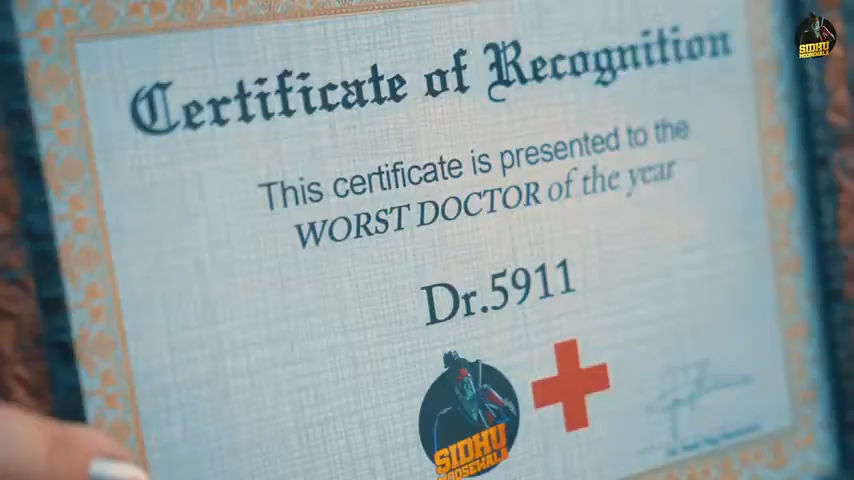 SIDHU
MOOSEWALA
Certificate of Recognition
This certificate is presented to the
WORST DOCTOR of the year
Dr.5911
SIDHU
MOOSEWALA